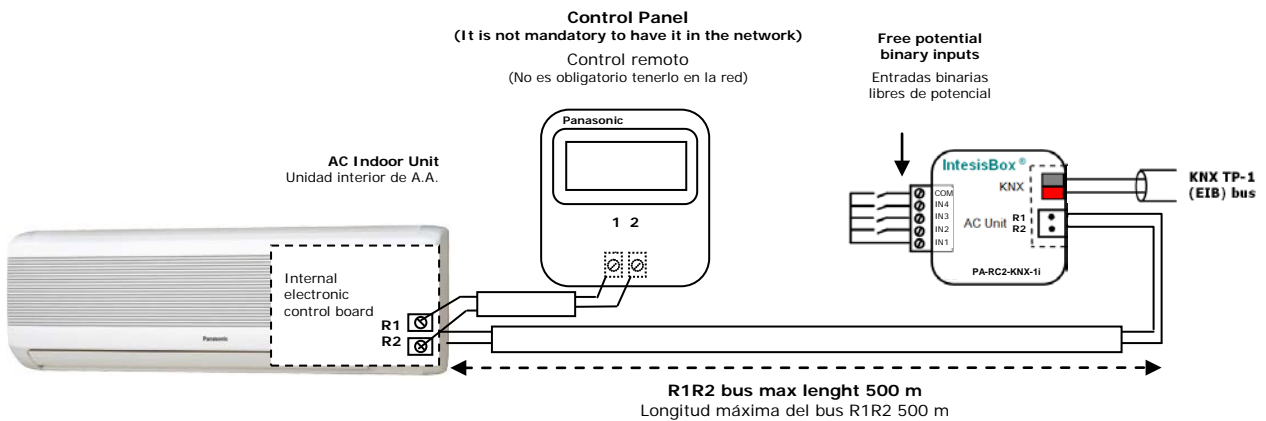 Control Panel
(It is not mandatory to have it in the network)
Control remoto
(No es obligatorio tenerlo en la red)
Free potential
binary inputs
Entradas binarias
libres de potencial
Panasonic
1 2
AC Indoor Unit
Unidad interior de A.A.
Internal
electronic
control board
R1
R2
Panasonic
IntesisBox ®
KNX
COM
IN4
IN3
IN2
IN1
AC Unit
R1
R2
PA-RC2-KNX-1i
KNX TP-1
(EIB) bus
R1R2 bus max lenght 500 m
Longitud máxima del bus R1R2 500 m